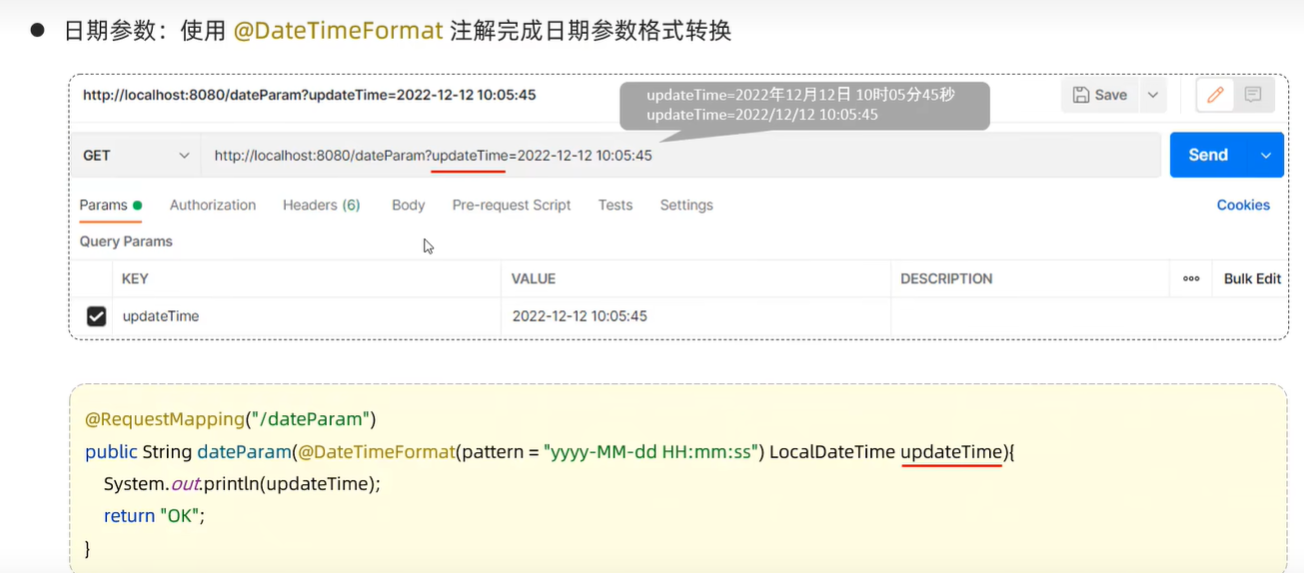 ● 日期参数：使用 @DateTimeFormat 注解完成日期参数格式转换
http://localhost:8080/dateParam?updateTime=2022-12-12 10:05:45
updateTime=2022年12月12日 10时05分45秒
updateTime=2022/12/12 10:05:45
Save
GET http://localhost:8080/dateParam?updateTime=2022-12-12 10:05:45 Send
Params Authorization Headers (6) Body Pre-request Script Tests Settings Cookies
Query Params
KEY VALUE DESCRIPTION ooo Bulk Edit
updateTime 2022-12-12 10:05:45
@RequestMapping("/dateParam")
public String dateParam(@DateTimeFormat(pattern = "yyyy-MM-dd HH:mm:ss") LocalDateTime updateTime){
System.out.println(updateTime);
return "OK";
}